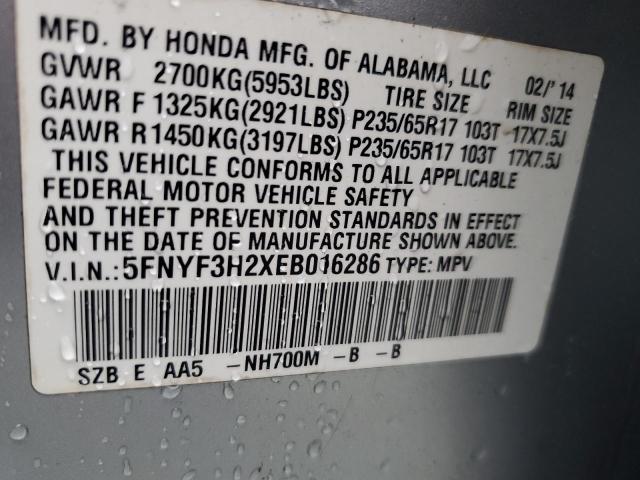 MFD. BY HONDA MFG. OF ALABAMA, LLC 02/'14
GVWR 2700KG(5953LBS) TIRE SIZE RIM SIZE
GAWR F 1325KG(2921LBS) P235/65R17 103T 17X7.5J
GAWR R1450KG(3197LBS) P235/65R17 103T 17X7.5J
THIS VEHICLE CONFORMS TO ALL APPLICABLE
FEDERAL MOTOR VEHICLE SAFETY
AND THEFT PREVENTION STANDARDS IN EFFECT
ON THE DATE OF MANUFACTURE SHOWN ABOVE.
V.I.N.: 5FNYF3H2XEB016286 TYPE: MPV
SZB E AA5 -NH700M -B -B